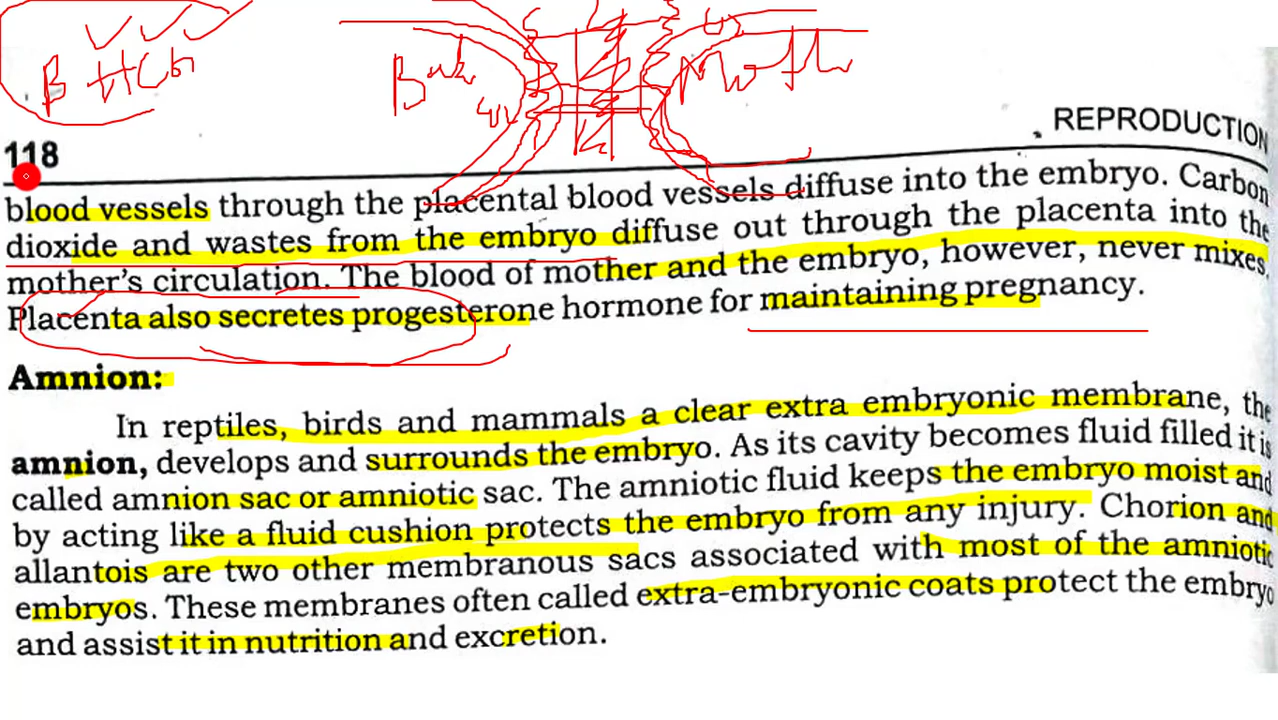 β HCG
Moth
REPRODUCTION
118
blood vessels through the placental blood vessels diffuse into the embryo. Carbon
dioxide and wastes from the embryo diffuse out through the placenta into the
mother's circulation. The blood of mother and the embryo, however, never mixes.
Placenta also secretes progesterone hormone for maintaining pregnancy.
Amnion:
In reptiles, birds and mammals a clear extra embryonic membrane, the
amnion, develops and surrounds the embryo. As its cavity becomes fluid filled it is
called amnion sac or amniotic sac. The amniotic fluid keeps the embryo moist and
by acting like a fluid cushion protects the embryo from any injury. Chorion and
allantois are two other membranous sacs associated with most of the amniotic
embryos. These membranes often called extra-embryonic coats protect the embryo
and assist it in nutrition and excretion.